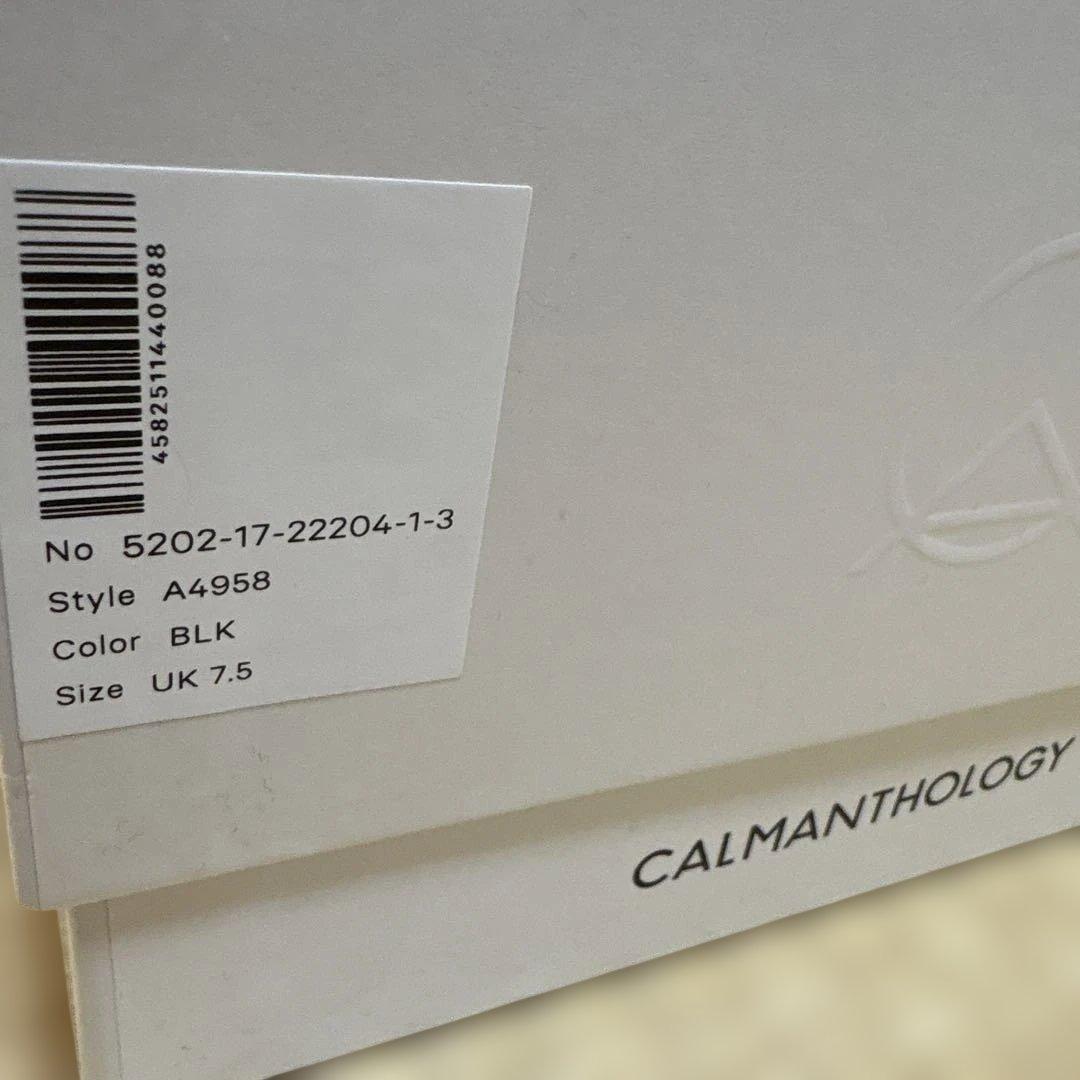 4582511440088
No 5202-17-22204-1-3
Style A4958
Color BLK
Size UK 7.5
CALMANTHOLOGY